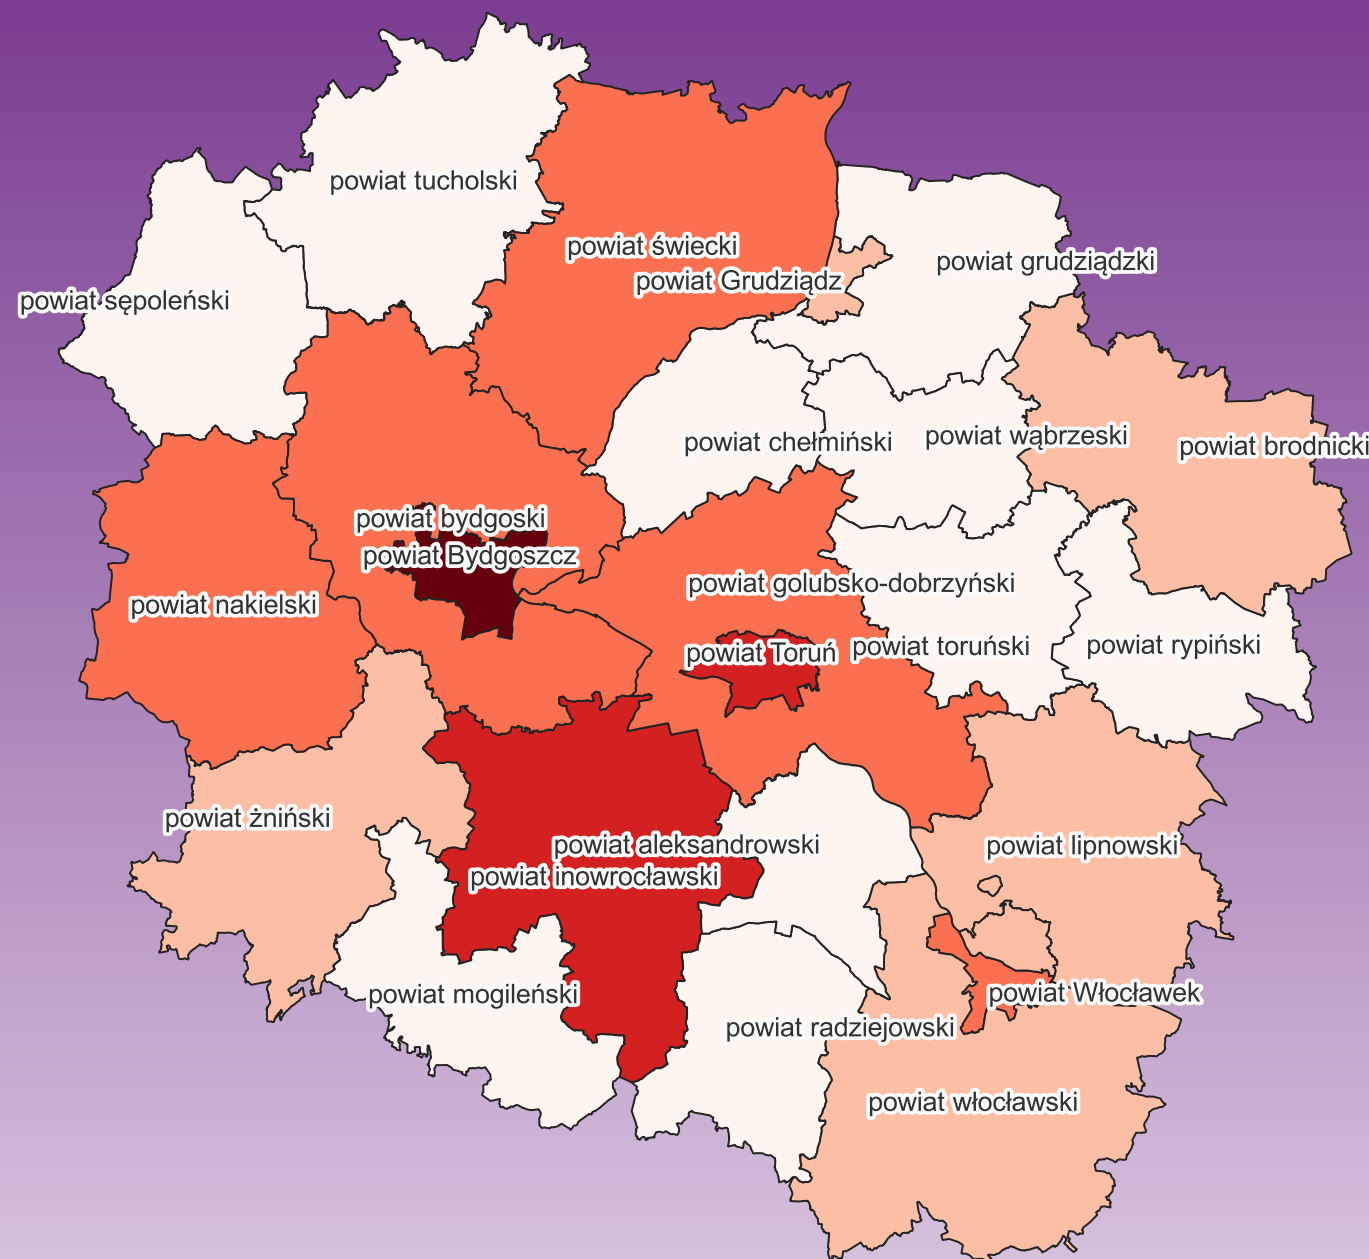 powiat tucholski
powiat świecki
powiat grudziądzki
powiat Grudziądz
powiat sępoleński
powiat chełmiński
powiat wąbrzeski
powiat brodnicki
powiat bydgoski
powiat Bydgoszcz
powiat golubsko-dobrzyński
powiat nakielski
powiat Toruń
powiat toruński
powiat rypiński
powiat żniński
powiat aleksandrowski
powiat lipnowski
powiat inowrocławski
powiat mogileński
powiat Włocławek
powiat radziejowski
powiat włocławski